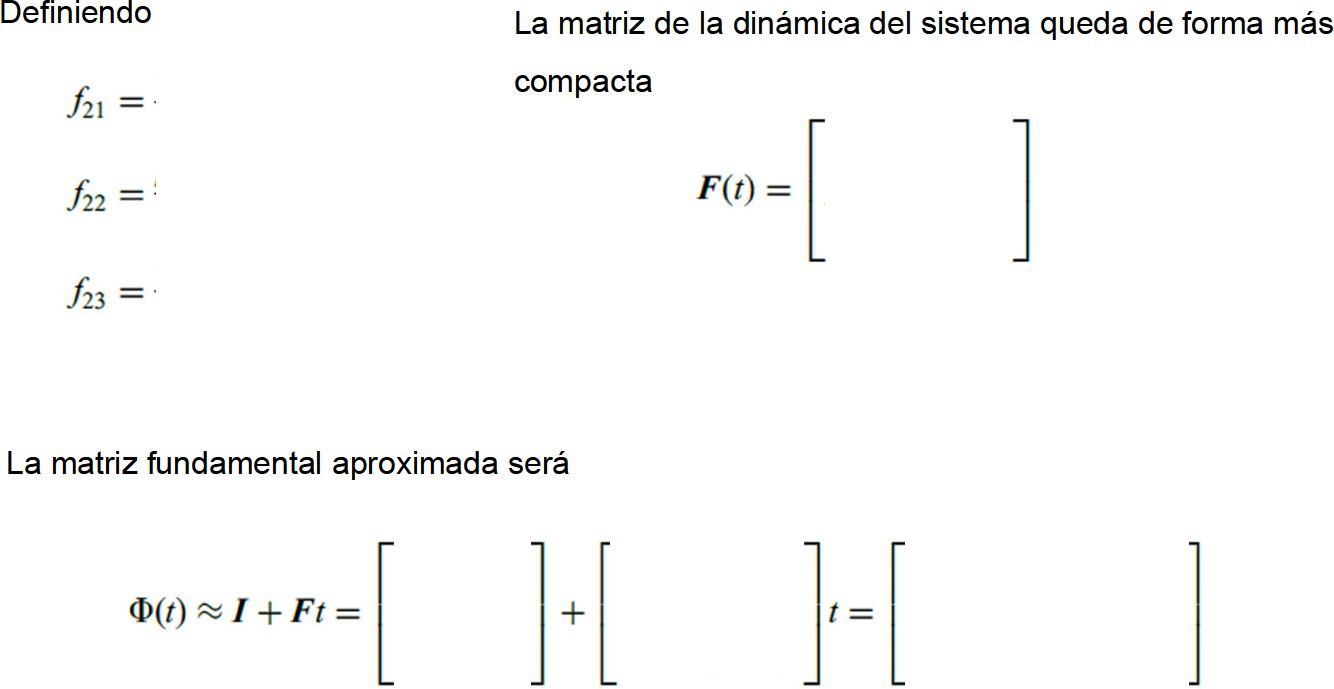 Definiendo
La matriz de la dinámica del sistema queda de forma más
compacta
f₂₁ =
f₂₂ =
f₂₃ =
F(t) = [ ]
La matriz fundamental aproximada será
Φ(t) ≈ I + Ft = [ ] + [ ] t = [ ]